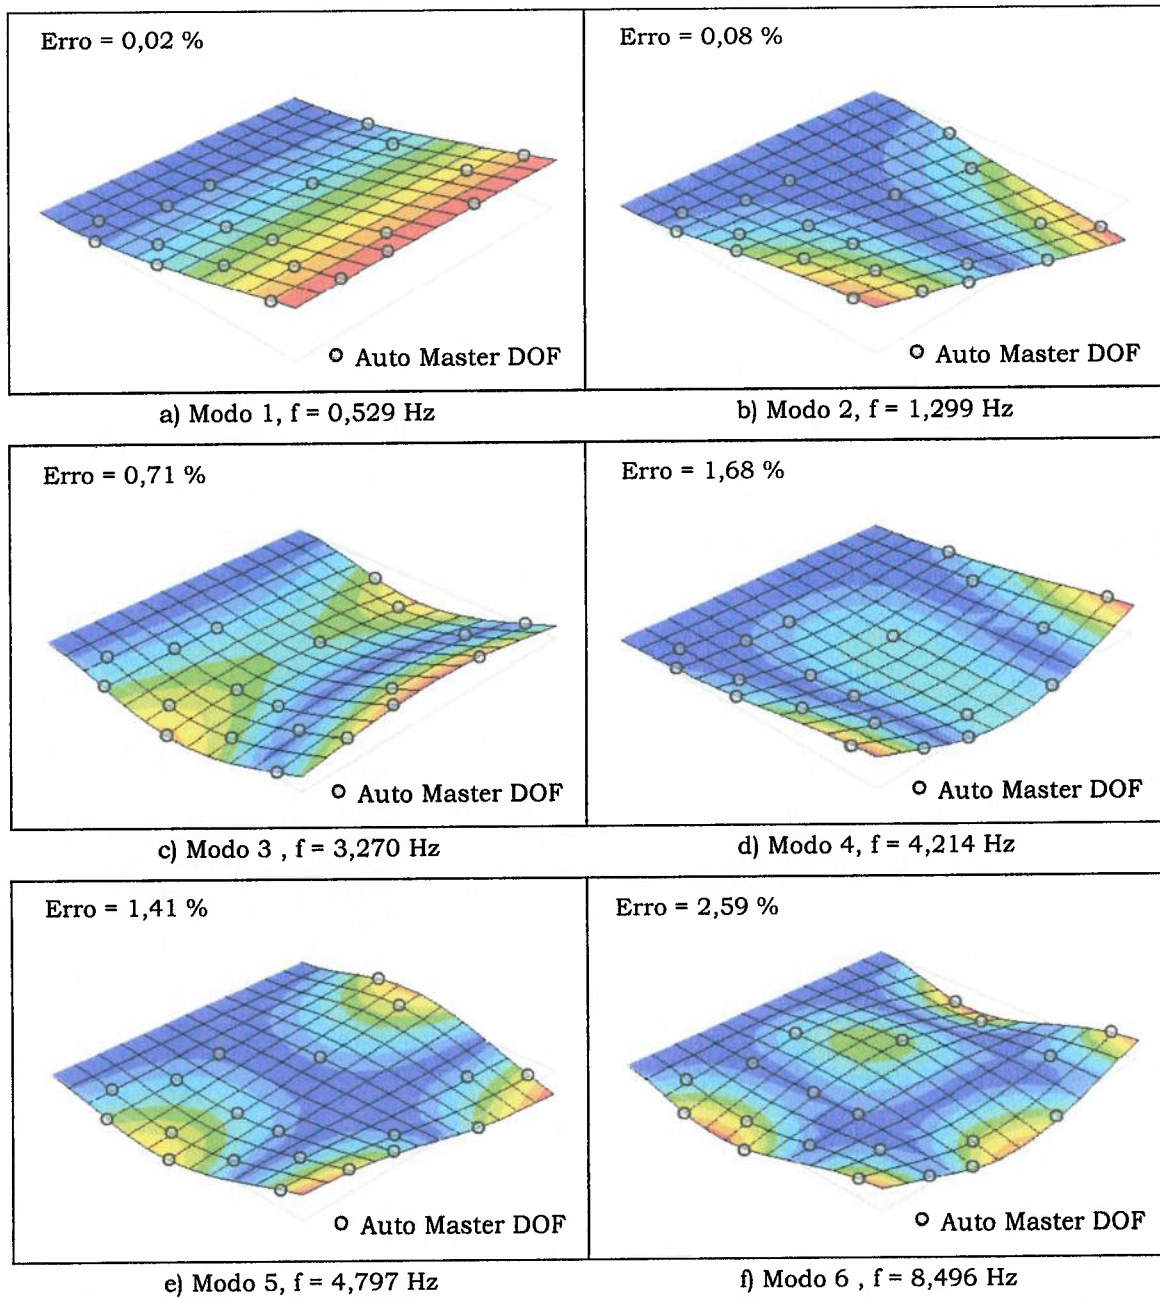 Erro = 0,02 %
Auto Master DOF
a) Modo 1, f = 0,529 Hz
Erro = 0,08 %
Auto Master DOF
b) Modo 2, f = 1,299 Hz
Erro = 0,71 %
Auto Master DOF
c) Modo 3 , f = 3,270 Hz
Erro = 1,68 %
Auto Master DOF
d) Modo 4, f = 4,214 Hz
Erro = 1,41 %
Auto Master DOF
e) Modo 5, f = 4,797 Hz
Erro = 2,59 %
Auto Master DOF
f) Modo 6 , f = 8,496 Hz